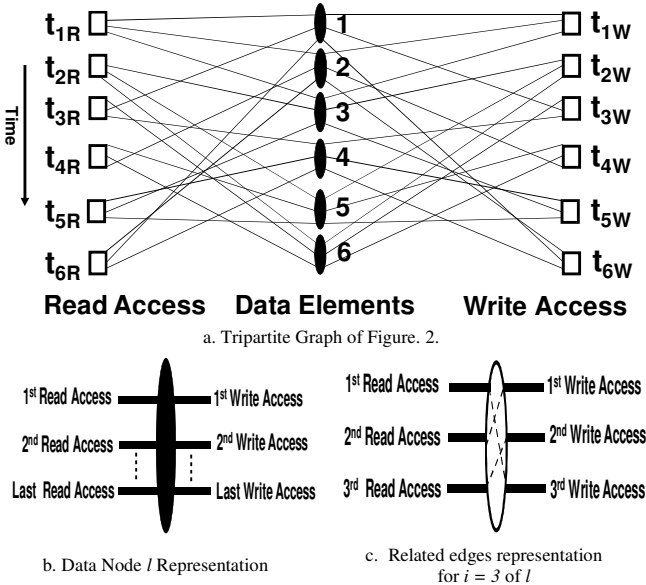 t1R 1 t1W
t2R 2 t2W
t3R 3 t3W
Time
t4R 4 t4W
t5R 5 t5W
t6R 6 t6W
Read Access Data Elements Write Access
a. Tripartite Graph of Figure. 2.
1st Read Access 1st Write Access
2nd Read Access 2nd Write Access
Last Read Access Last Write Access
b. Data Node l Representation
1st Read Access 1st Write Access
2nd Read Access 2nd Write Access
3rd Read Access 3rd Write Access
c. Related edges representation
for i = 3 of l